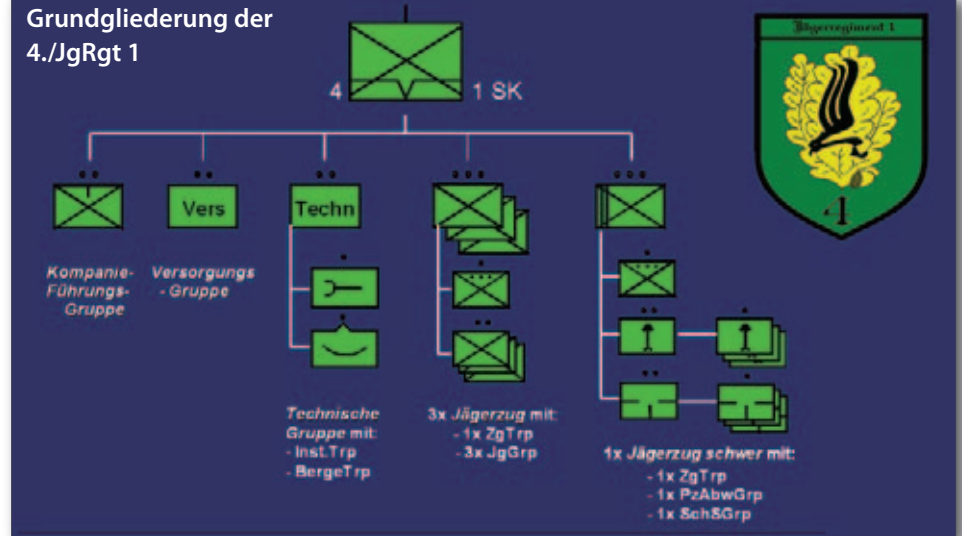 Grundgliederung der
4./JgRgt 1
Jägerregiment 1
4
4
1 SK
Vers
Techn
Kompanie-
Führungs-
Gruppe
Versorgungs
- Gruppe
Technische
Gruppe mit:
- Inst.Trp
- BergeTrp
3x Jägerzug mit:
- 1x ZgTrp
- 3x JgGrp
1x Jägerzug schwer mit:
- 1x ZgTrp
- 1x PzAbwGrp
- 1x SchSGrp